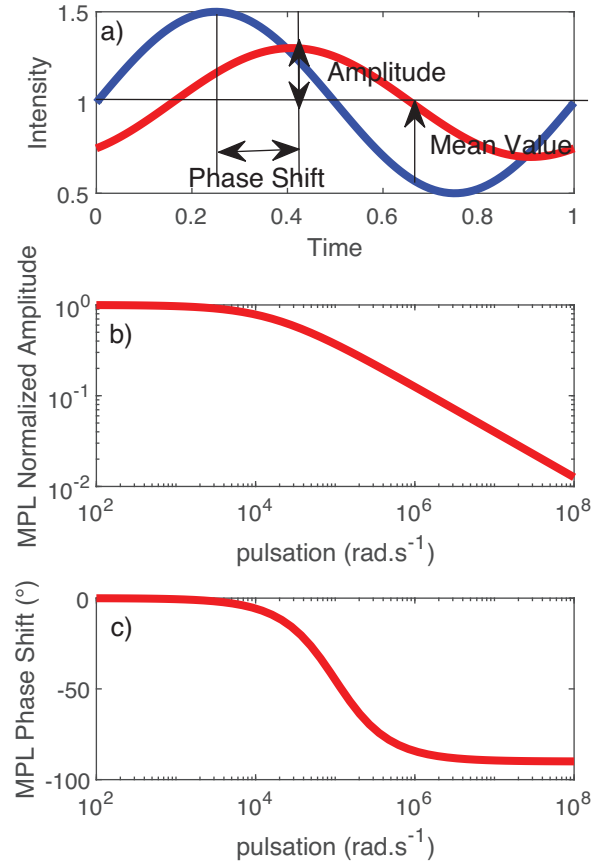 a)
1.5
1
0.5
Intensity
Amplitude
Mean Value
Phase Shift
0 0.2 0.4 0.6 0.8 1
Time
b)
10^0
10^-1
10^-2
MPL Normalized Amplitude
10^2 10^4 10^6 10^8
pulsation (rad.s^-1)
c)
0
-50
-100
MPL Phase Shift (°)
10^2 10^4 10^6 10^8
pulsation (rad.s^-1)